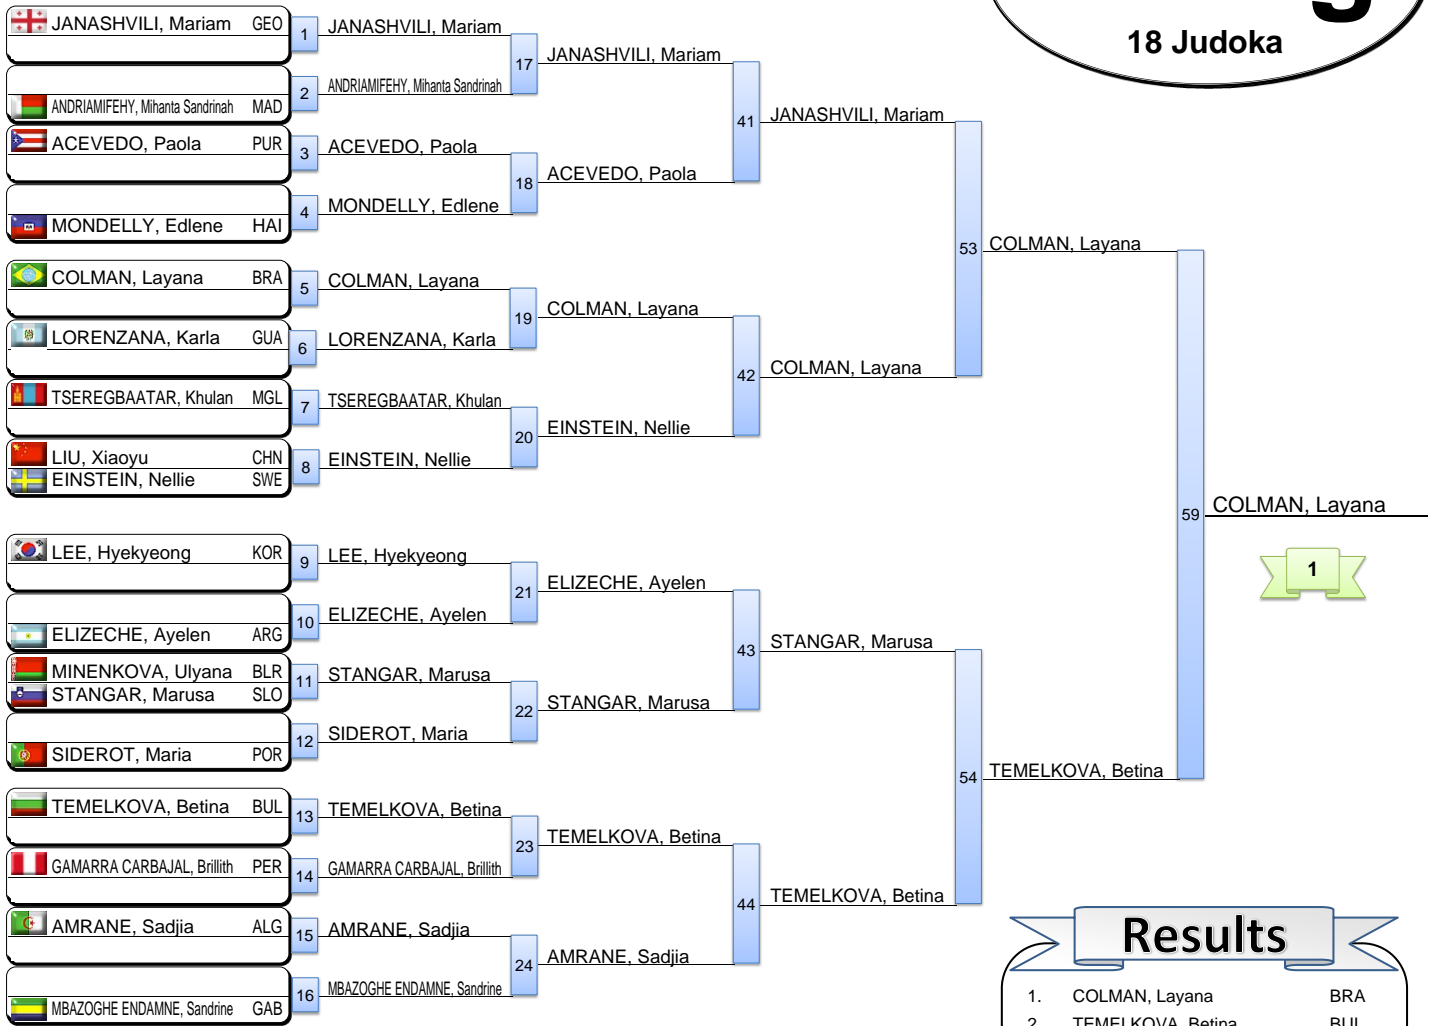 18 Judoka
JANASHVILI, Mariam GEO
1
ANDRIAMIFEHY, Mihanta Sandrinah MAD
2
ACEVEDO, Paola PUR
3
MONDELLY, Edlene HAI
4
COLMAN, Layana BRA
5
LORENZANA, Karla GUA
6
TSEREGBAATAR, Khulan MGL
7
LIU, Xiaoyu CHN
EINSTEIN, Nellie SWE
8
LEE, Hyekyeong KOR
9
ELIZECHE, Ayelen ARG
10
MINENKOVA, Ulyana BLR
STANGAR, Marusa SLO
11
SIDEROT, Maria POR
12
TEMELKOVA, Betina BUL
13
GAMARRA CARBAJAL, Brillith PER
14
AMRANE, Sadjia ALG
15
MBAZOGHE ENDAMNE, Sandrine GAB
16
JANASHVILI, Mariam
ANDRIAMIFEHY, Mihanta Sandrinah
17
ACEVEDO, Paola
MONDELLY, Edlene
18
COLMAN, Layana
LORENZANA, Karla
19
TSEREGBAATAR, Khulan
EINSTEIN, Nellie
20
LEE, Hyekyeong
ELIZECHE, Ayelen
21
STANGAR, Marusa
SIDEROT, Maria
22
TEMELKOVA, Betina
GAMARRA CARBAJAL, Brillith
23
AMRANE, Sadjia
MBAZOGHE ENDAMNE, Sandrine
24
JANASHVILI, Mariam
ACEVEDO, Paola
41
COLMAN, Layana
EINSTEIN, Nellie
42
ELIZECHE, Ayelen
STANGAR, Marusa
43
TEMELKOVA, Betina
AMRANE, Sadjia
44
JANASHVILI, Mariam
COLMAN, Layana
53
STANGAR, Marusa
TEMELKOVA, Betina
54
COLMAN, Layana
TEMELKOVA, Betina
59
COLMAN, Layana
1
Results
1. COLMAN, Layana BRA
2. TEMELKOVA, Betina BUL